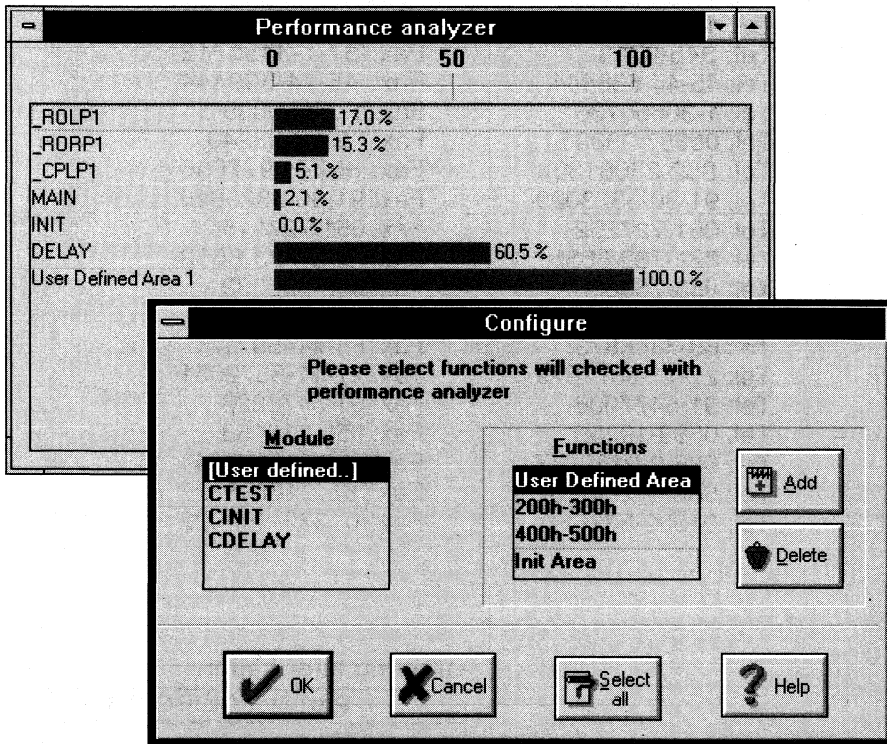 Performance analyzer
0 50 100
_ROLP1 17.0 %
_RORP1 15.3 %
_CPLP1 5.1 %
MAIN 2.1 %
INIT 0.0 %
DELAY 60.5 %
User Defined Area 1 100.0 %
Configure
Please select functions will checked with
performance analyzer
Module
[User defined..]
CTEST
CINIT
CDELAY
Functions
User Defined Area
200h-300h
400h-500h
Init Area
Add
Delete
OK
Cancel
Select
all
Help